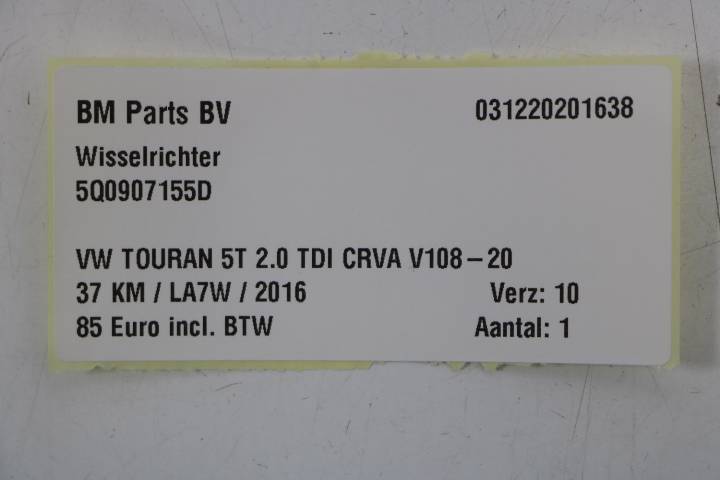 BM Parts BV 031220201638
Wisselrichter
5Q0907155D
VW TOURAN 5T 2.0 TDI CRVA V108-20
37 KM / LA7W / 2016 Verz: 10
85 Euro incl. BTW Aantal: 1